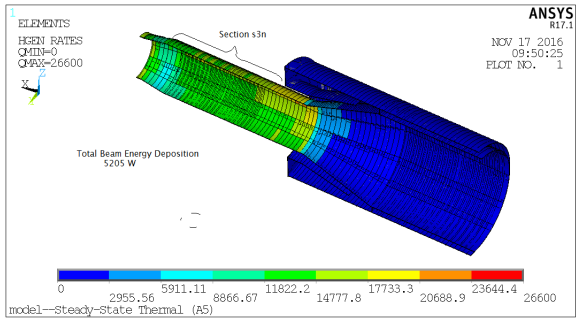 1
ELEMENTS
HGEN RATES
QMIN=0
QMAX=26600
Z
X
Section s3n
ANSYS
R17.1
NOV 17 2016
09:50:25
PLOT NO. 1
Total Beam Energy Deposition
5205 W
0
2955.56
5911.11
8866.67
11822.2
14777.8
17733.3
20688.9
23644.4
26600
model--Steady-State Thermal (A5)